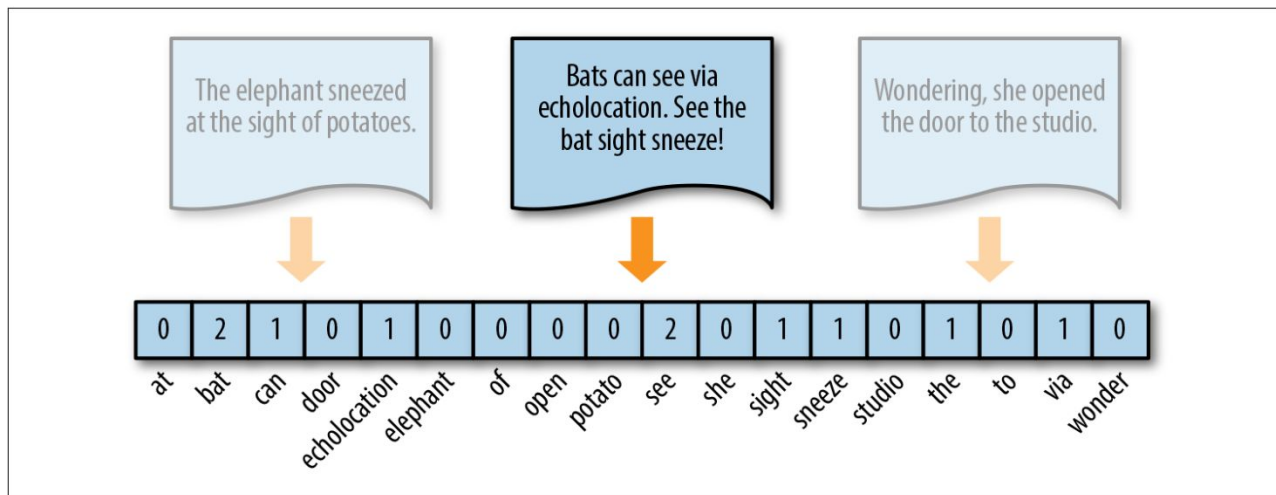 The elephant sneezed
at the sight of potatoes.
Bats can see via
echolocation. See the
bat sight sneeze!
Wondering, she opened
the door to the studio.
0 2 1 0 1 0 0 0 0 2 0 1 1 0 1 0 1 0
at bat can door echolocation elephant of open potato see she sight sneeze studio the to via wonder